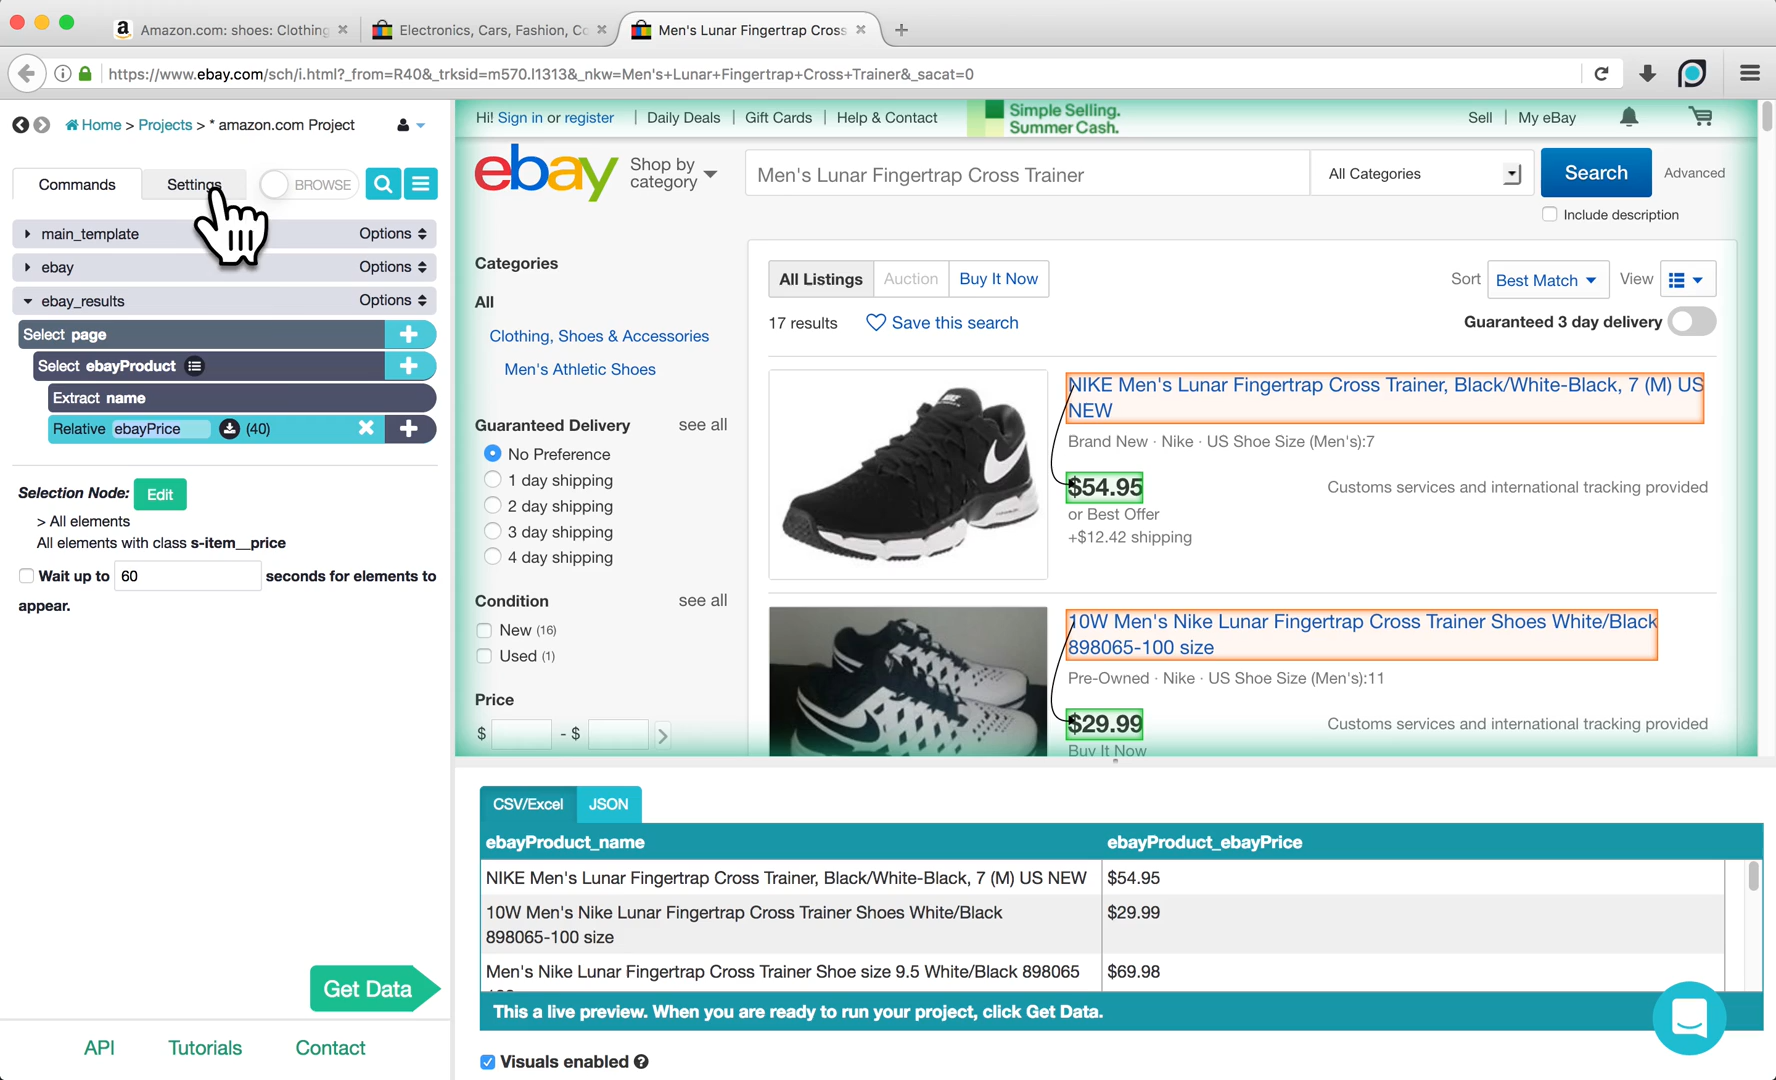 Amazon.com: shoes: Clothing
Electronics, Cars, Fashion, Co
Men's Lunar Fingertrap Cross
https://www.ebay.com/sch/i.html?_from=R40&_trksid=m570.l1313&_nkw=Men's+Lunar+Fingertrap+Cross+Trainer&_sacat=0
Home > Projects > * amazon.com Project
Commands
Settings
BROWSE
main_template
Options
ebay
Options
ebay_results
Options
Select page
Select ebayProduct
Extract name
Relative ebayPrice (40)
Selection Node: Edit
> All elements
All elements with class s-item__price
Wait up to 60 seconds for elements to
appear.
Get Data
API
Tutorials
Contact
Hi! Sign in or register
Daily Deals
Gift Cards
Help & Contact
Simple Selling.
Summer Cash.
Sell
My eBay
ebay
Shop by
category
Men's Lunar Fingertrap Cross Trainer
All Categories
Search
Advanced
Include description
Categories
All
Clothing, Shoes & Accessories
Men's Athletic Shoes
Guaranteed Delivery
see all
No Preference
1 day shipping
2 day shipping
3 day shipping
4 day shipping
Condition
see all
New (16)
Used (1)
Price
$ - $
All Listings
Auction
Buy It Now
Sort
Best Match
View
17 results
Save this search
Guaranteed 3 day delivery
NIKE Men's Lunar Fingertrap Cross Trainer, Black/White-Black, 7 (M) US
NEW
Brand New · Nike · US Shoe Size (Men's):7
$54.95
Customs services and international tracking provided
or Best Offer
+$12.42 shipping
10W Men's Nike Lunar Fingertrap Cross Trainer Shoes White/Black
898065-100 size
Pre-Owned · Nike · US Shoe Size (Men's):11
$29.99
Customs services and international tracking provided
Buy It Now
CSV/Excel
JSON
ebayProduct_name
ebayProduct_ebayPrice
NIKE Men's Lunar Fingertrap Cross Trainer, Black/White-Black, 7 (M) US NEW
$54.95
10W Men's Nike Lunar Fingertrap Cross Trainer Shoes White/Black
898065-100 size
$29.99
Men's Nike Lunar Fingertrap Cross Trainer Shoe size 9.5 White/Black 898065
$69.98
This a live preview. When you are ready to run your project, click Get Data.
Visuals enabled